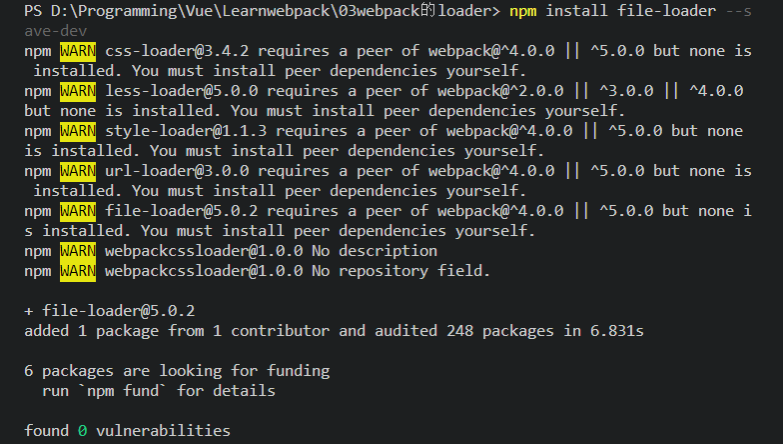 PS D:\Programming\Vue\Learnwebpack\03webpack的loader> npm install file-loader --s
ave-dev
npm WARN css-loader@3.4.2 requires a peer of webpack@^4.0.0 || ^5.0.0 but none is
 installed. You must install peer dependencies yourself.
npm WARN less-loader@5.0.0 requires a peer of webpack@^2.0.0 || ^3.0.0 || ^4.0.0
but none is installed. You must install peer dependencies yourself.
npm WARN style-loader@1.1.3 requires a peer of webpack@^4.0.0 || ^5.0.0 but none
is installed. You must install peer dependencies yourself.
npm WARN url-loader@3.0.0 requires a peer of webpack@^4.0.0 || ^5.0.0 but none is
 installed. You must install peer dependencies yourself.
npm WARN file-loader@5.0.2 requires a peer of webpack@^4.0.0 || ^5.0.0 but none i
s installed. You must install peer dependencies yourself.
npm WARN webpackcssloader@1.0.0 No description
npm WARN webpackcssloader@1.0.0 No repository field.
+ file-loader@5.0.2
added 1 package from 1 contributor and audited 248 packages in 6.831s
6 packages are looking for funding
  run `npm fund` for details
found 0 vulnerabilities